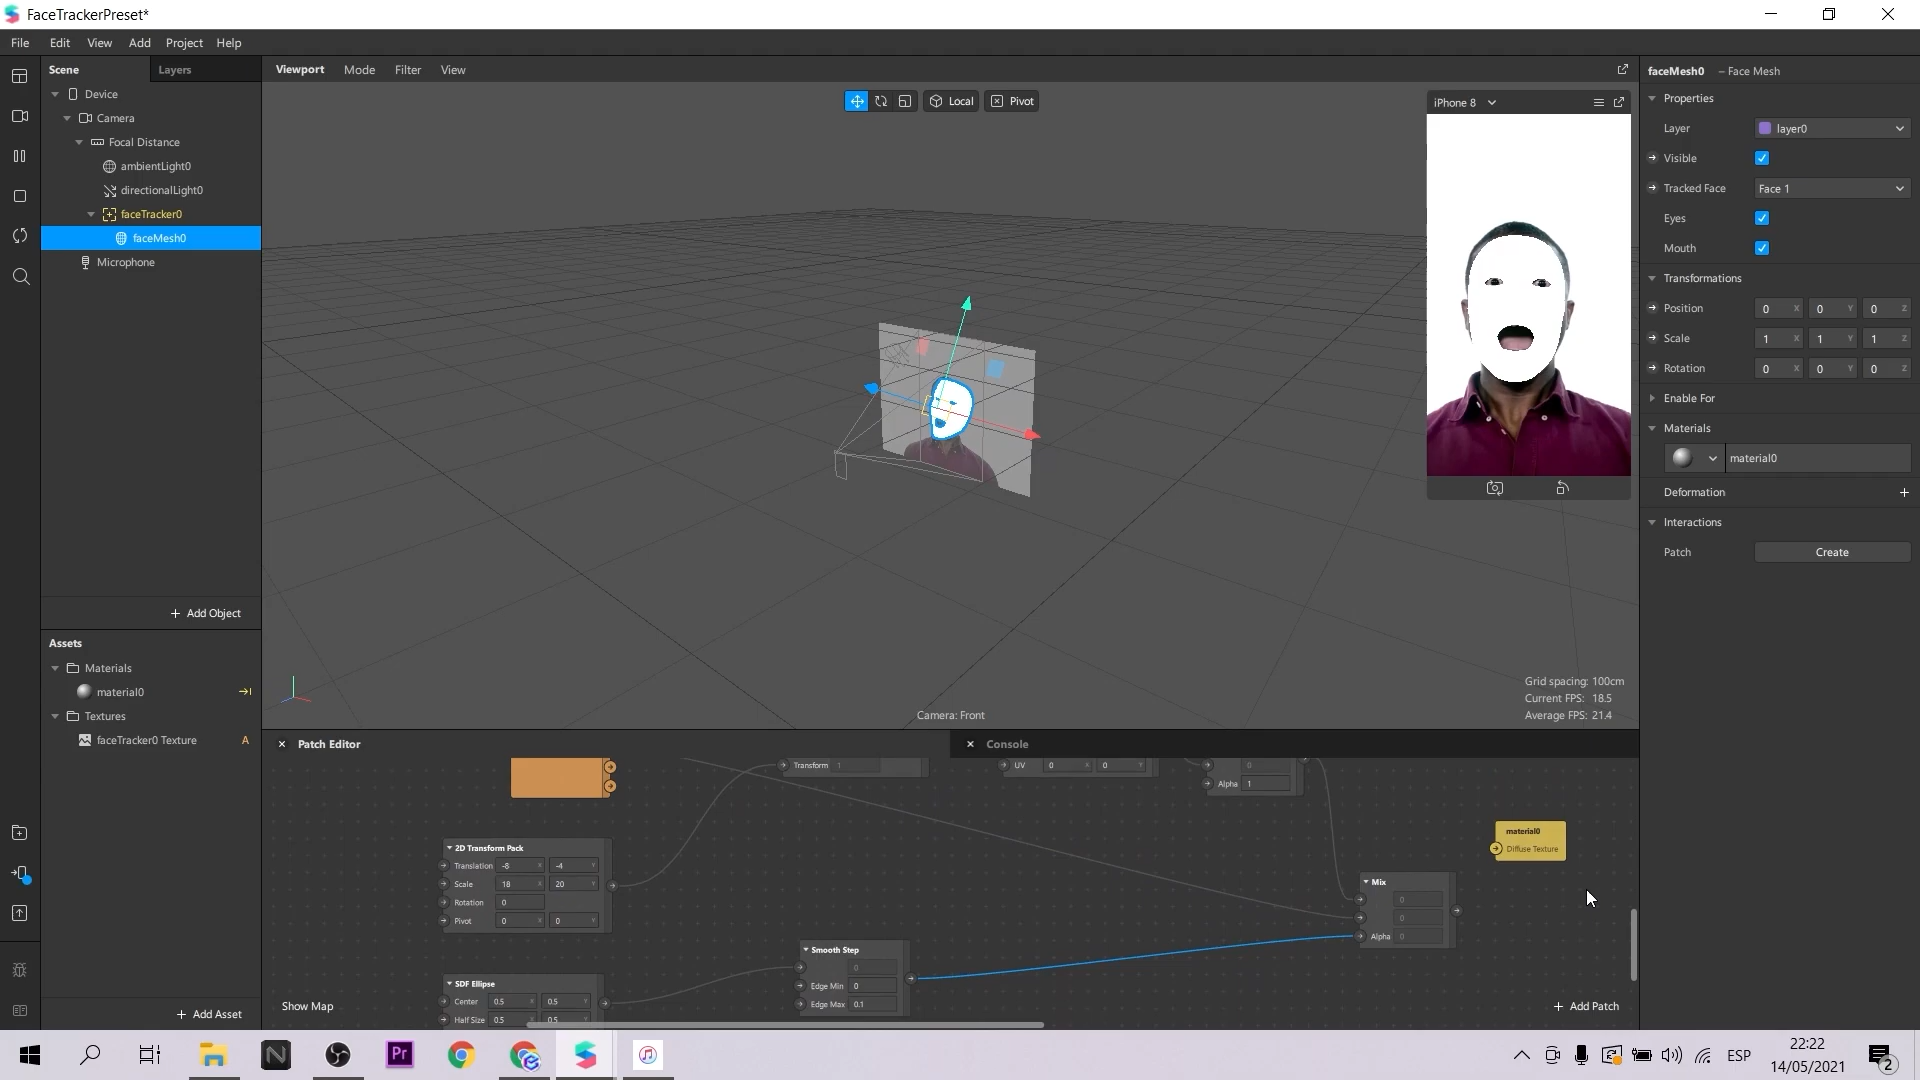 FaceTrackerPreset*
File Edit View Add Project Help
Scene Layers
Device
Camera
Focal Distance
ambientLight0
directionalLight0
faceTracker0
faceMesh0
Microphone
+ Add Object
Assets
Materials
material0
Textures
faceTracker0 Texture A
+ Add Asset
Viewport Mode Filter View
Local Pivot
iPhone 8
Grid spacing: 100cm
Current FPS: 18.5
Average FPS: 21.4
Camera: Front
faceMesh0 – Face Mesh
Properties
Layer layer0
Visible
Tracked Face Face 1
Eyes
Mouth
Transformations
Position 0 X 0 Y 0 Z
Scale 1 X 1 Y 1 Z
Rotation 0 X 0 Y 0 Z
Enable For
Materials
material0
Deformation +
Interactions
Patch Create
Patch Editor
Console
Transform 1
UV 0 X 0 Y
0
Alpha 1
2D Transform Pack
Translation -8 X -4 Y
Scale 18 X 20 Y
Rotation 0
Pivot 0 X 0 Y
SDF Ellipse
Center 0.5 X 0.5 Y
Half Size 0.5 X 0.5 Y
Smooth Step
0
Edge Min 0
Edge Max 0.1
Mix
0
0
Alpha 0
material0
Diffuse Texture
Show Map
+ Add Patch
N
Pr
ESP
22:22
14/05/2021
2